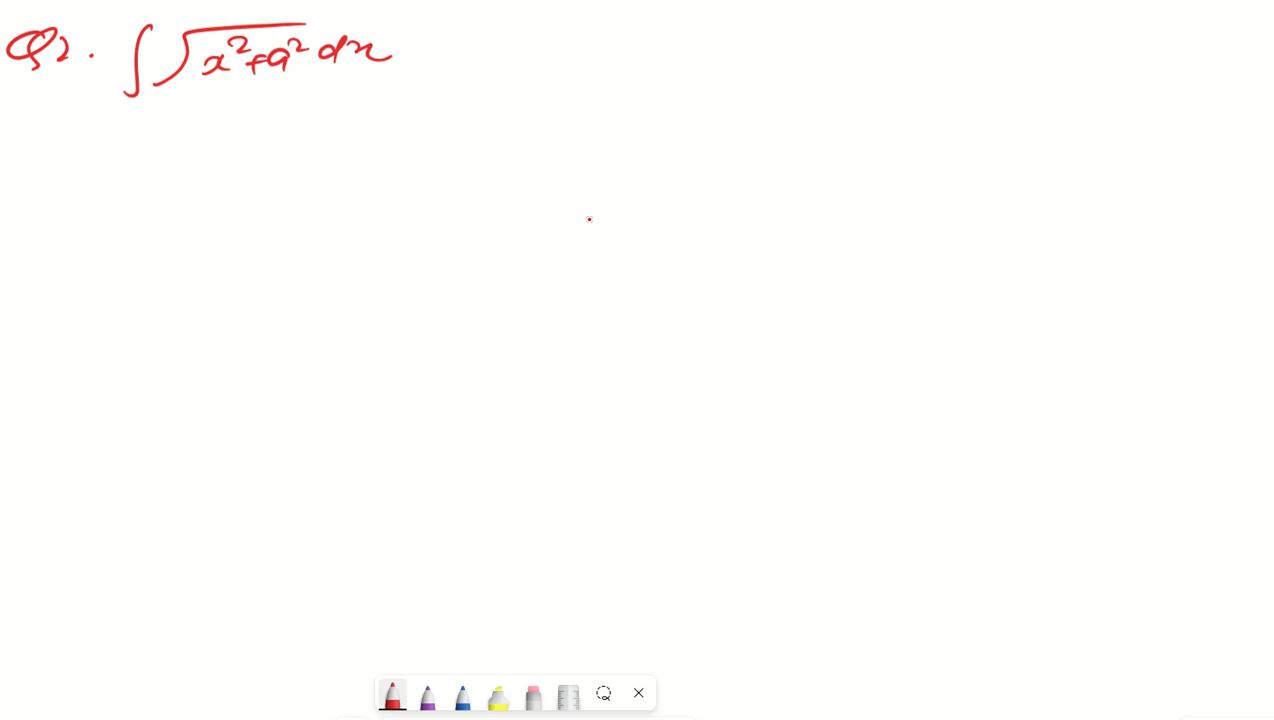 Q2. ∫√(x²+a²) dx